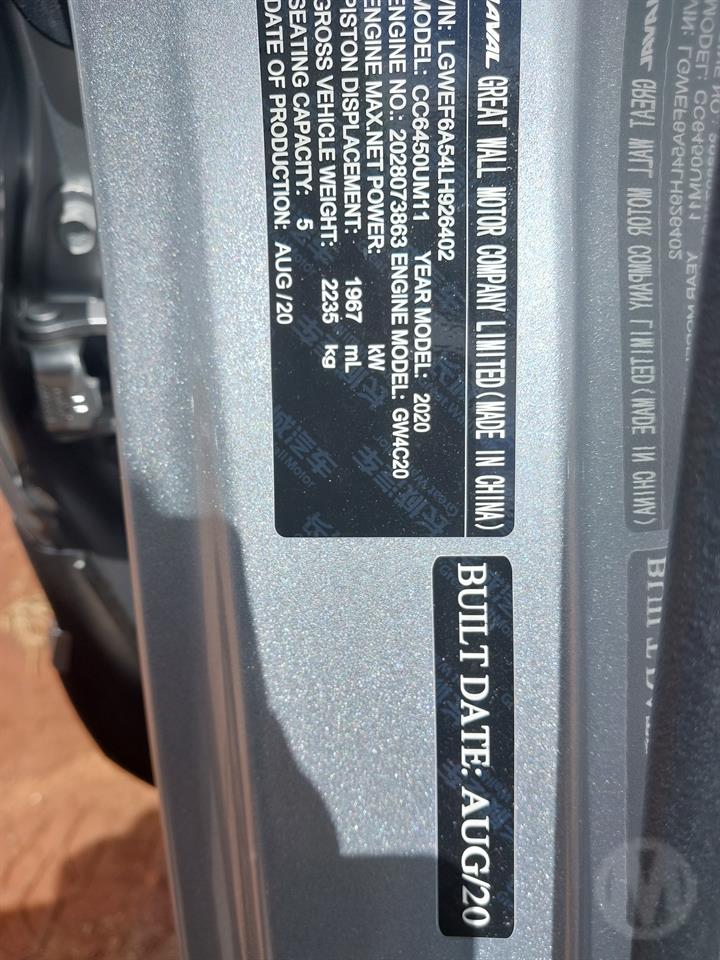 HAVAL GREAT WALL MOTOR COMPANY LIMITED(MADE IN CHINA)
VIN: LGWEF6A54LH926402
MODEL: CC6450UM11 YEAR MODEL: 2020
ENGINE NO.: 2028073863 ENGINE MODEL: GW4C20
ENGINE MAX.NET POWER: kW
PISTON DISPLACEMENT: 1967 mL
GROSS VEHICLE WEIGHT: 2235 kg
SEATING CAPACITY: 5
DATE OF PRODUCTION: AUG /20
BUILT DATE: AUG/20